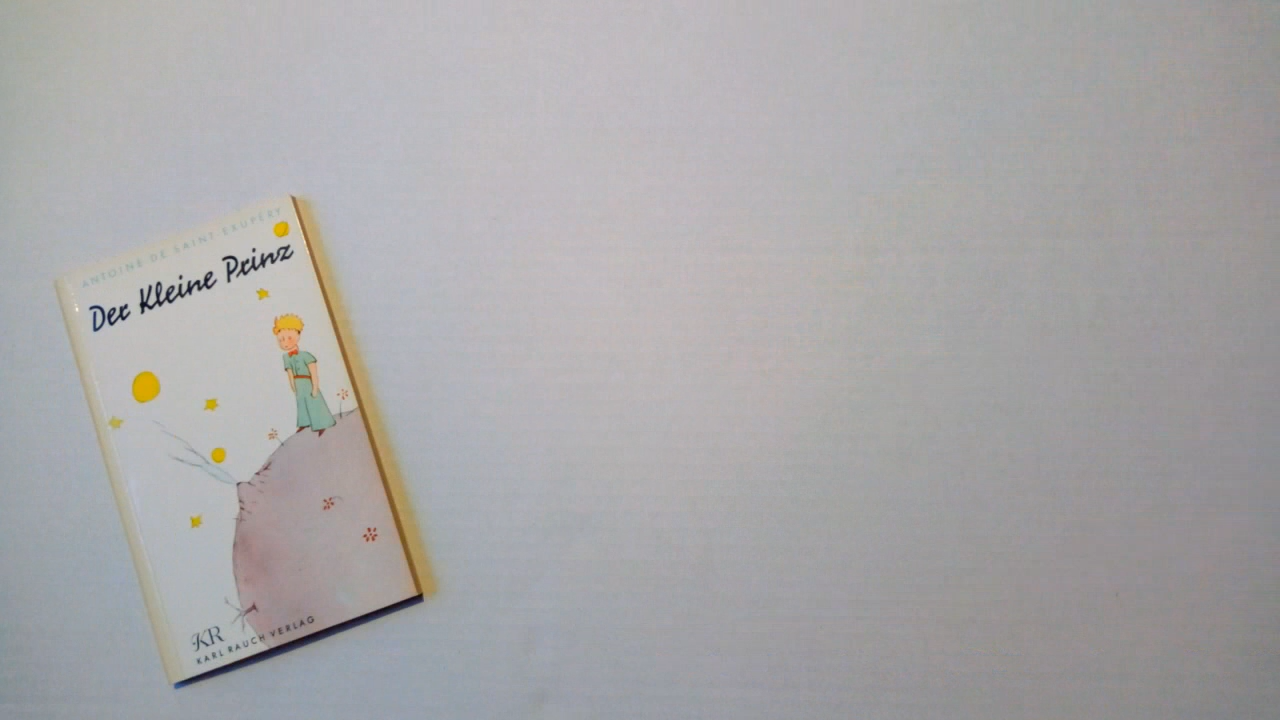 ANTOINE DE SAINT-EXUPÉRY
Der Kleine Prinz
KR
KARL RAUCH VERLAG